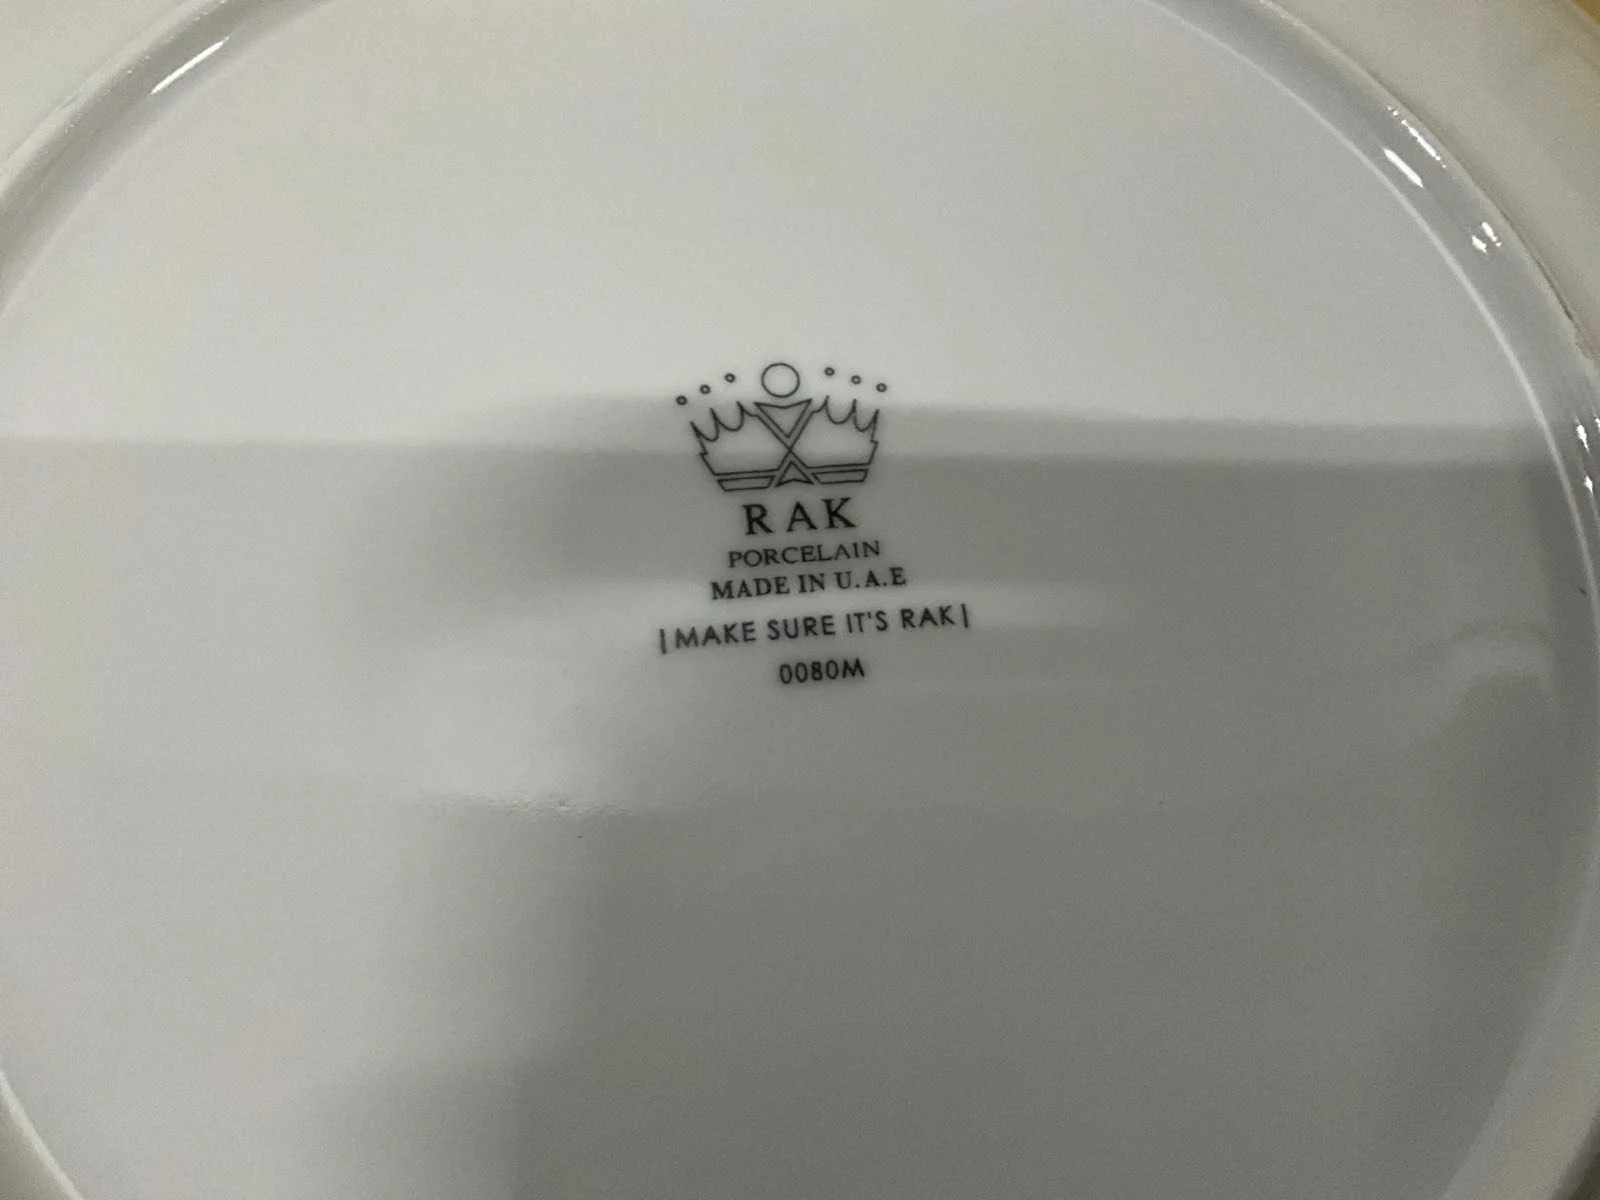 RAK
PORCELAIN
MADE IN U.A.E
|MAKE SURE IT'S RAK|
0080M